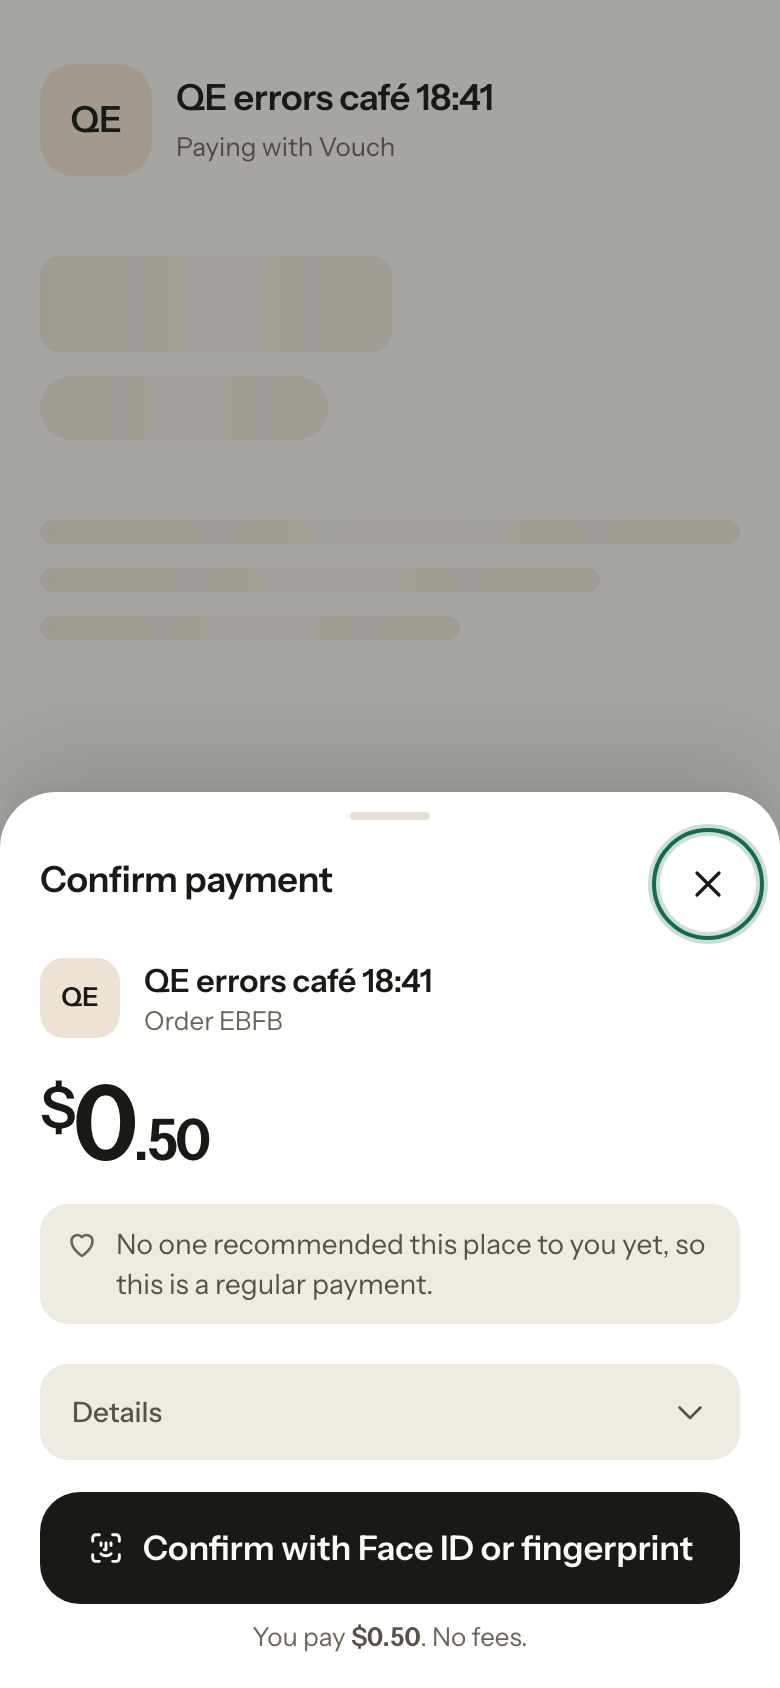 QE
QE errors café 18:41
Paying with Vouch
Confirm payment
QE
QE errors café 18:41
Order EBFB
$0.50
No one recommended this place to you yet, so
this is a regular payment.
Details
Confirm with Face ID or fingerprint
You pay $0.50. No fees.